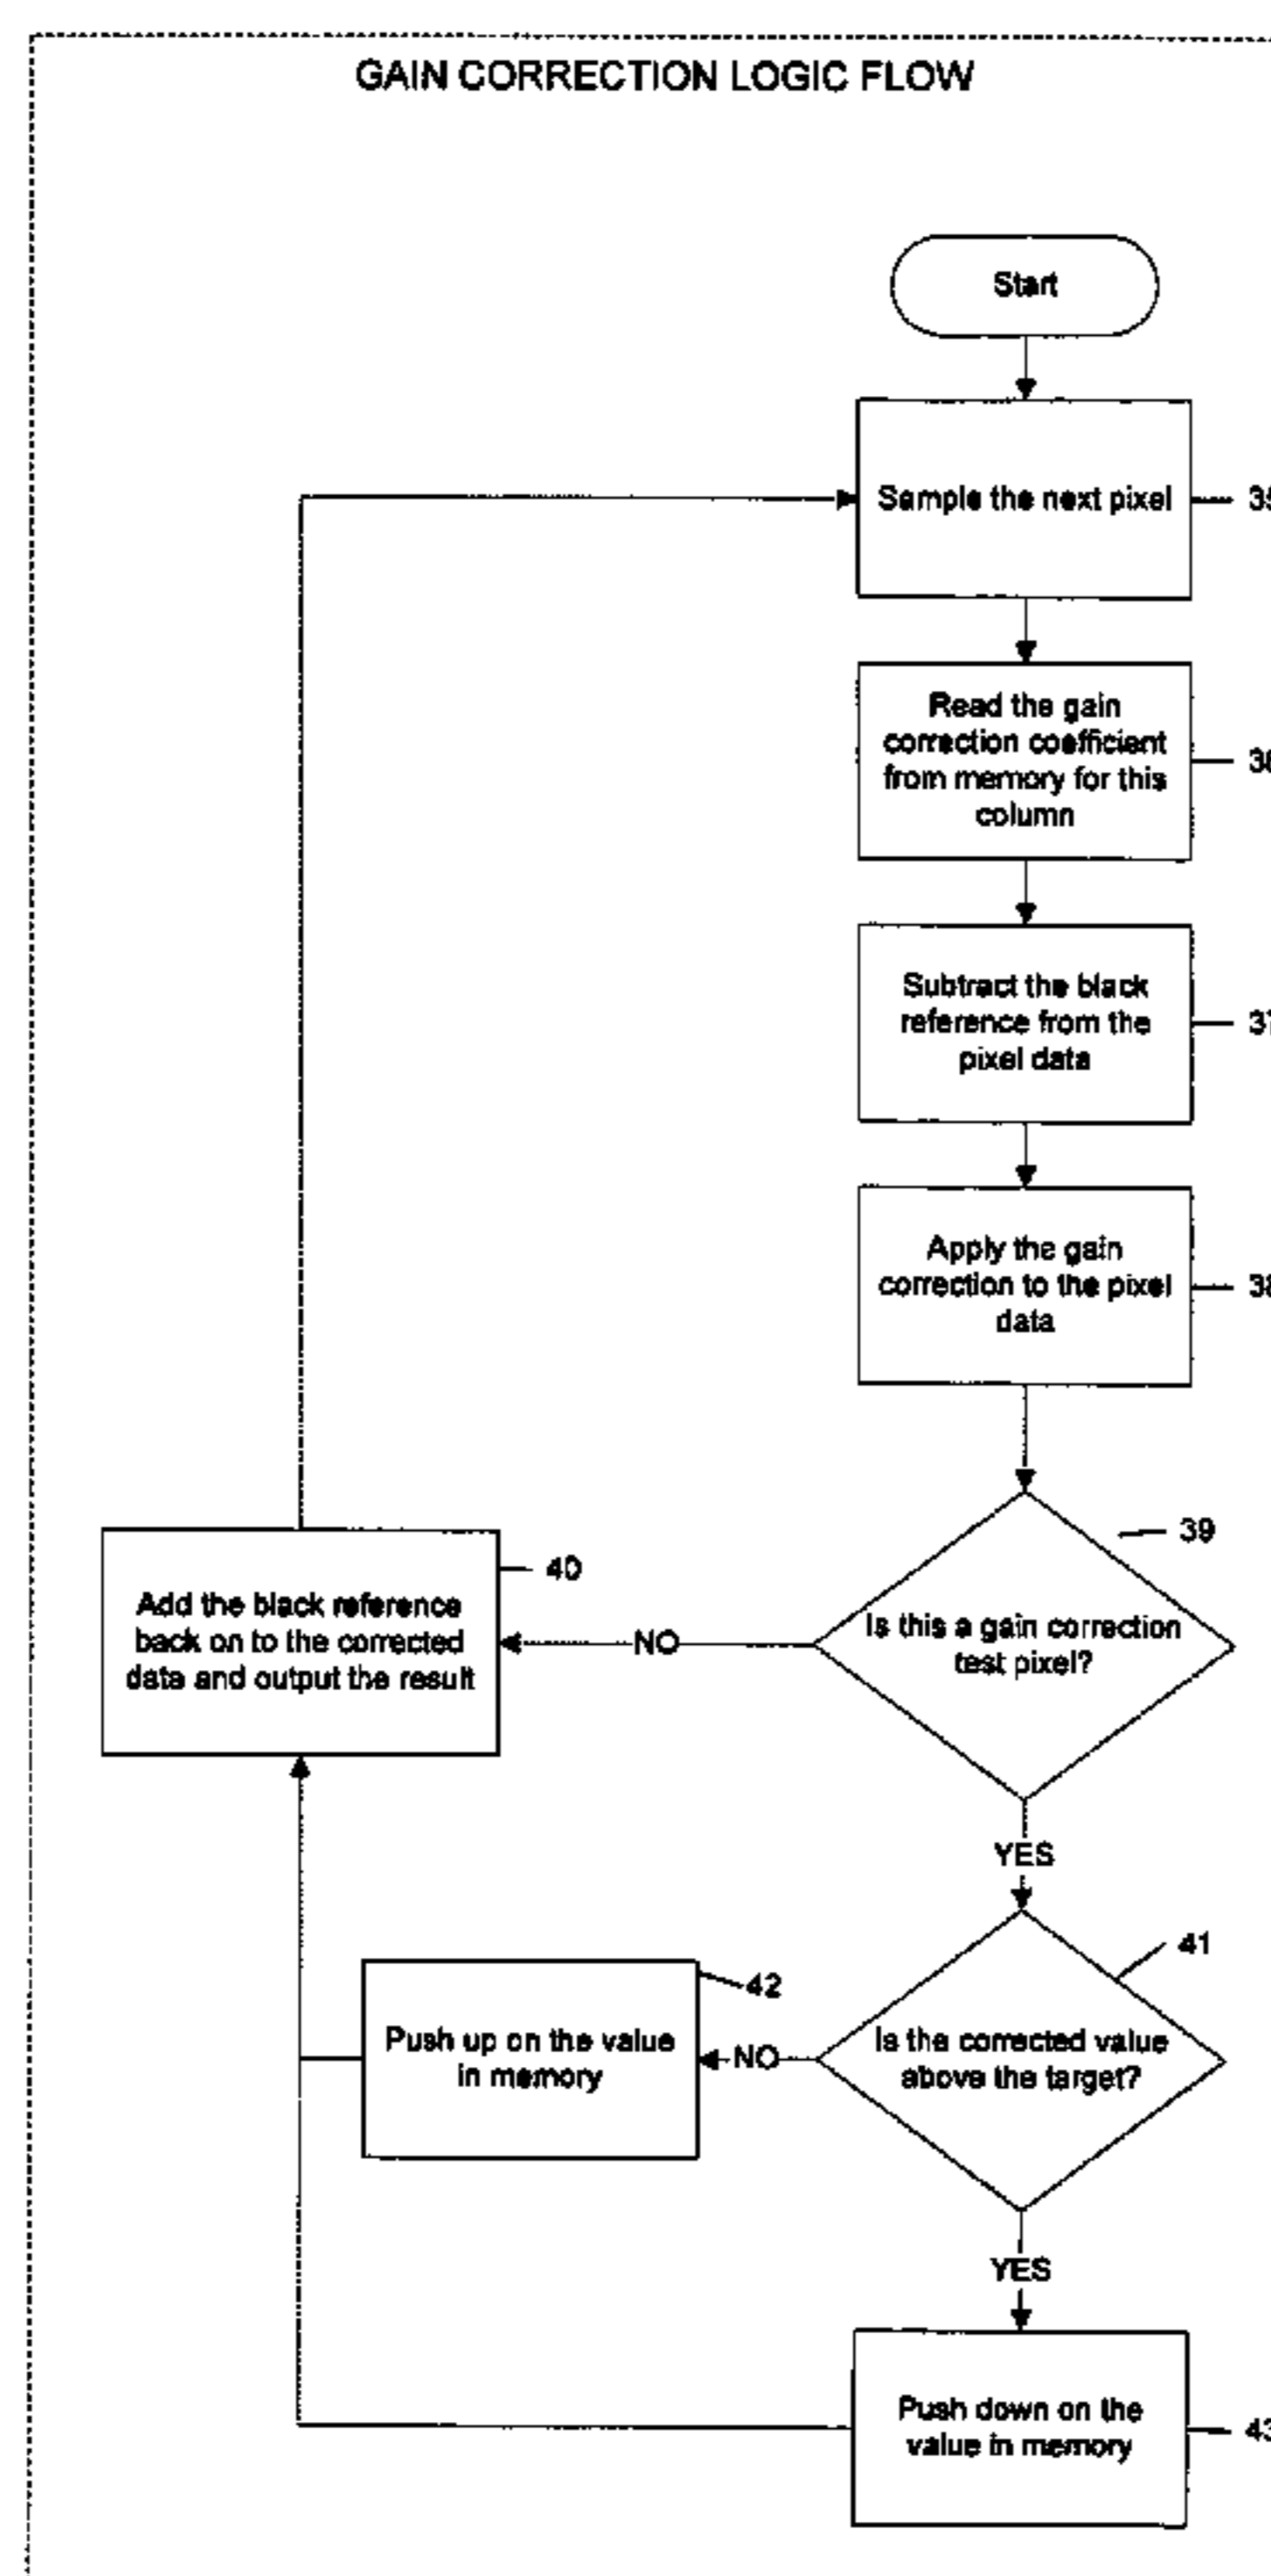 GAIN CORRECTION LOGIC FLOW
Start
Sample the next pixel
35
Read the gain
correction coefficient
from memory for this
column
Subtract the black
reference from the
pixel data
37
Apply the gain
correction to the pixel
data
38
39
Is this a gain correction
test pixel?
NO
40
Add the black reference
back on to the corrected
data and output the result
YES
41
Is the corrected value
above the target?
NO
42
Push up on the value
in memory
YES
Push down on the
value in memory
43